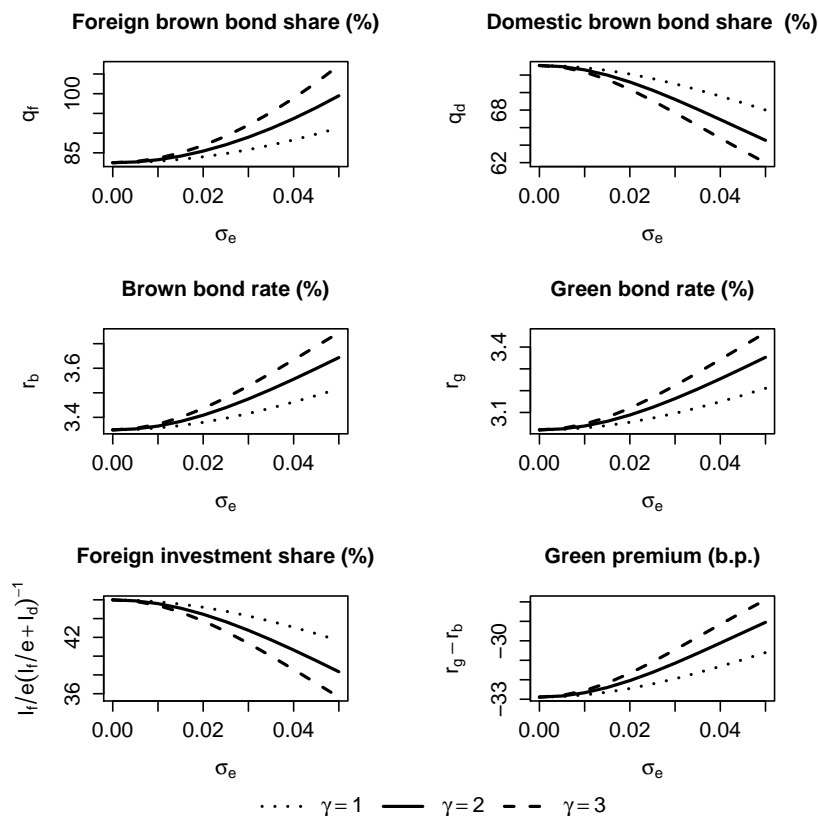 Foreign brown bond share (%)
q_f
100
85
0.00 0.02 0.04
σ_e
Domestic brown bond share (%)
q_d
68
62
0.00 0.02 0.04
σ_e
Brown bond rate (%)
r_b
3.6
3.4
0.00 0.02 0.04
σ_e
Green bond rate (%)
r_g
3.4
3.1
0.00 0.02 0.04
σ_e
Foreign investment share (%)
I_f/e(I_f/e + I_d)^−1
42
36
0.00 0.02 0.04
σ_e
Green premium (b.p.)
r_g − r_b
−30
−33
0.00 0.02 0.04
σ_e
γ = 1 γ = 2 γ = 3